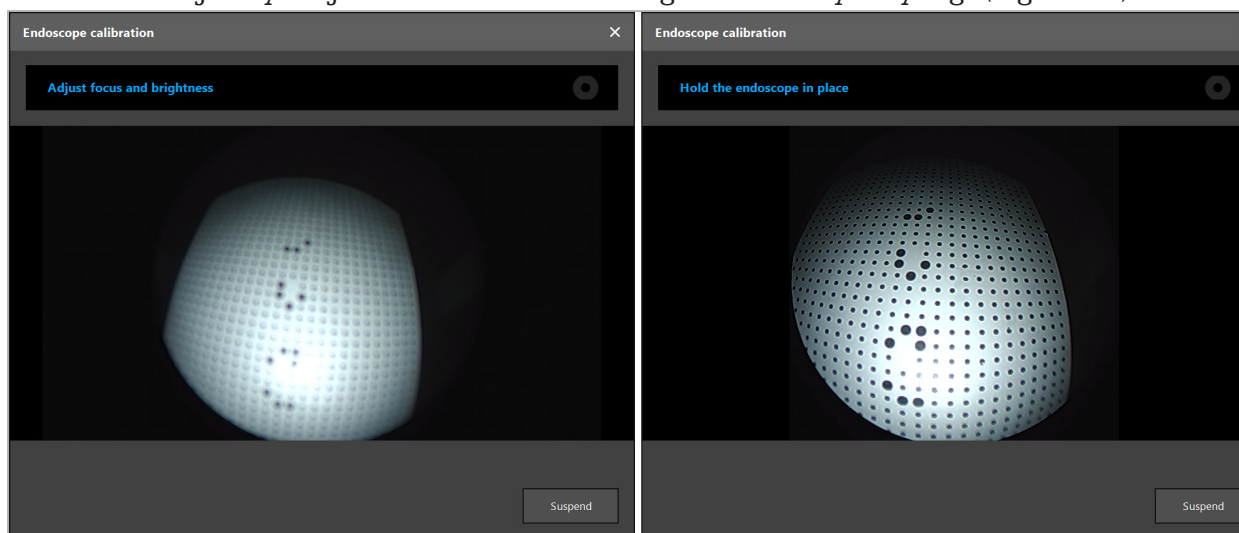 Endoscope calibration
Adjust focus and brightness
Suspend
Endoscope calibration
Hold the endoscope in place
Suspend